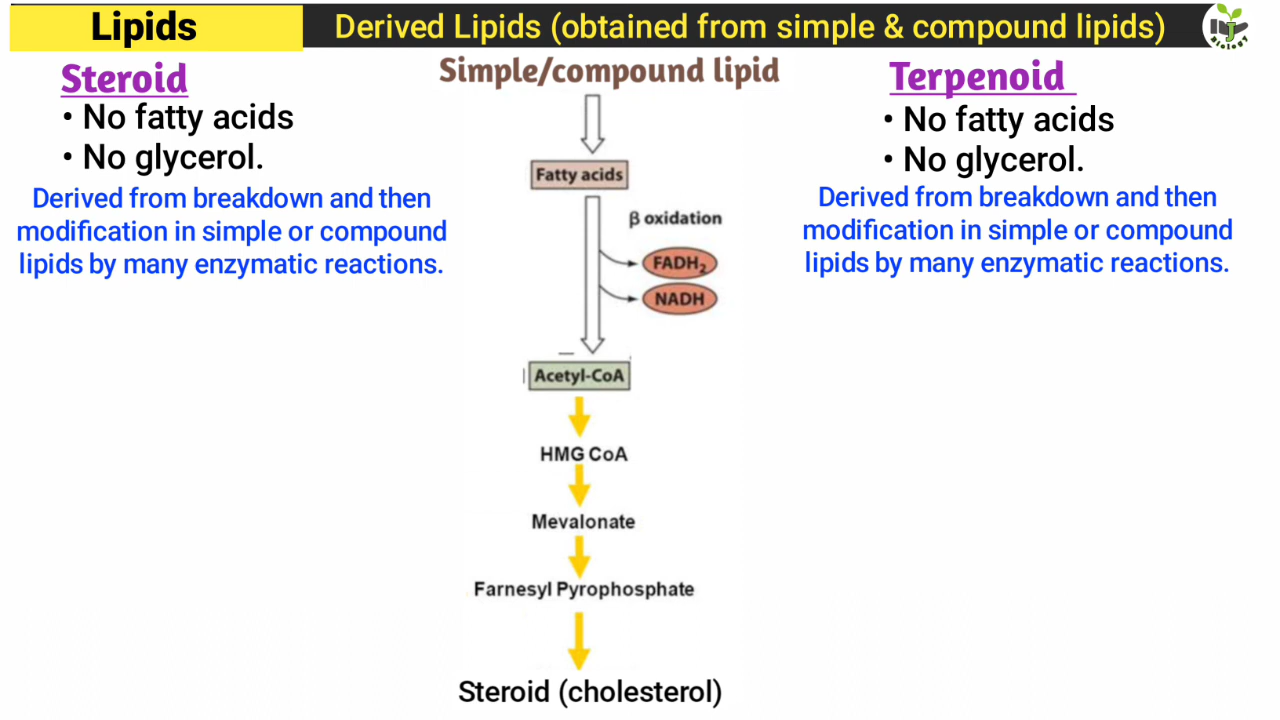 Lipids
Derived Lipids (obtained from simple & compound lipids)
BIOLOGY
Steroid
• No fatty acids
• No glycerol.
Derived from breakdown and then
modification in simple or compound
lipids by many enzymatic reactions.
Simple/compound lipid
Fatty acids
β oxidation
FADH₂
NADH
Acetyl-CoA
HMG CoA
Mevalonate
Farnesyl Pyrophosphate
Steroid (cholesterol)
Terpenoid
• No fatty acids
• No glycerol.
Derived from breakdown and then
modification in simple or compound
lipids by many enzymatic reactions.